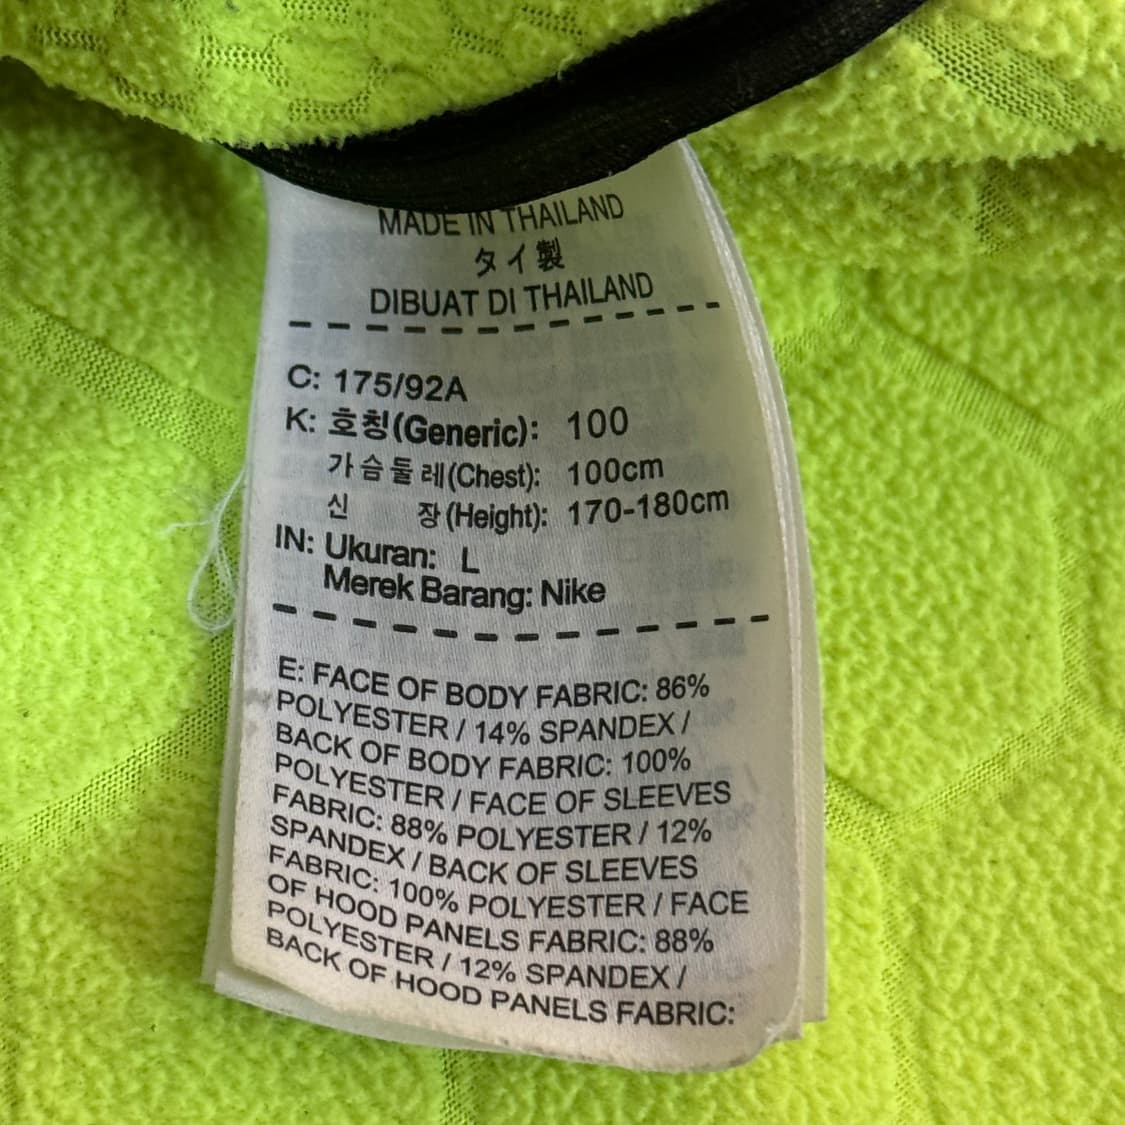 MADE IN THAILAND
タイ製
DIBUAT DI THAILAND
C: 175/92A
K: 호칭(Generic): 100
가슴둘레(Chest): 100cm
신 장(Height): 170-180cm
IN: Ukuran: L
Merek Barang: Nike
E: FACE OF BODY FABRIC: 86%
POLYESTER / 14% SPANDEX /
BACK OF BODY FABRIC: 100%
POLYESTER / FACE OF SLEEVES
FABRIC: 88% POLYESTER / 12%
SPANDEX / BACK OF SLEEVES
FABRIC: 100% POLYESTER / FACE
OF HOOD PANELS FABRIC: 88%
POLYESTER / 12% SPANDEX /
BACK OF HOOD PANELS FABRIC: